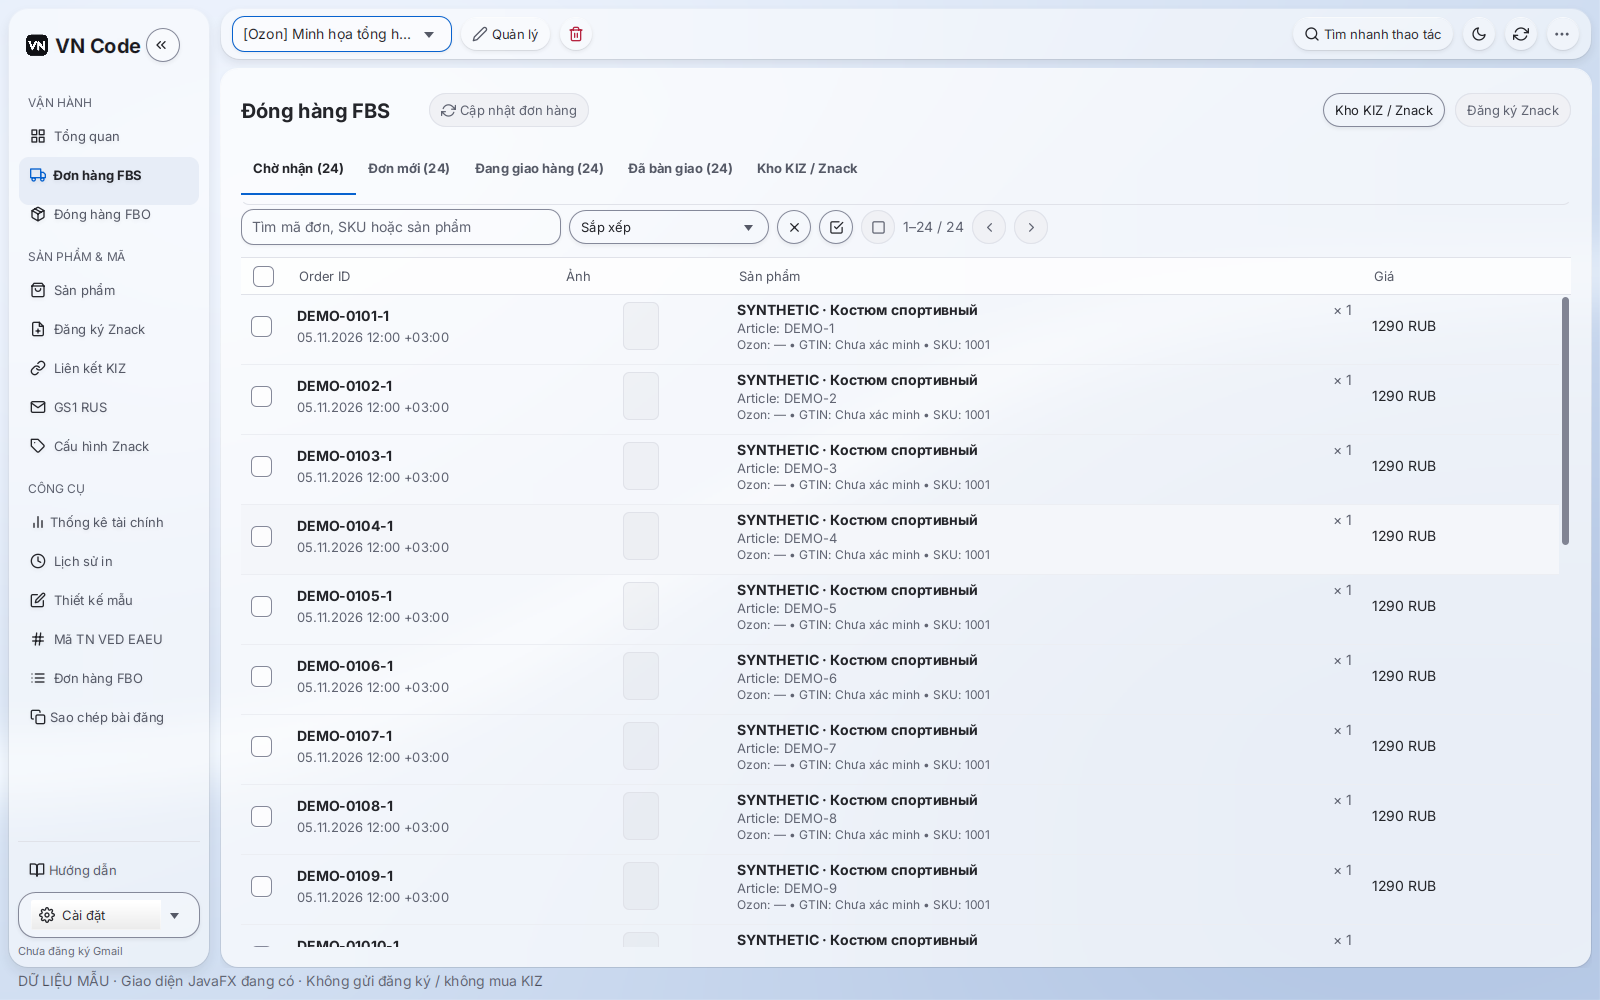 VN Code
VẬN HÀNH
Tổng quan
Đơn hàng FBS
Đóng hàng FBO
SẢN PHẨM & MÃ
Sản phẩm
Đăng ký Znack
Liên kết KIZ
GS1 RUS
Cấu hình Znack
CÔNG CỤ
Thống kê tài chính
Lịch sử in
Thiết kế mẫu
Mã TN VED EAEU
Đơn hàng FBO
Sao chép bài đăng
Hướng dẫn
Cài đặt
Chưa đăng ký Gmail
[Ozon] Minh họa tổng h...
Quản lý
Tìm nhanh thao tác
Đóng hàng FBS
Cập nhật đơn hàng
Kho KIZ / Znack
Đăng ký Znack
Chờ nhận (24) Đơn mới (24) Đang giao hàng (24) Đã bàn giao (24) Kho KIZ / Znack
Tìm mã đơn, SKU hoặc sản phẩm
Sắp xếp
1–24 / 24
Order ID Ảnh Sản phẩm Giá
DEMO-0101-1
05.11.2026 12:00 +03:00
SYNTHETIC · Костюм спортивный × 1
Article: DEMO-1
Ozon: — • GTIN: Chưa xác minh • SKU: 1001
1290 RUB
DEMO-0102-1
05.11.2026 12:00 +03:00
SYNTHETIC · Костюм спортивный × 1
Article: DEMO-2
Ozon: — • GTIN: Chưa xác minh • SKU: 1001
1290 RUB
DEMO-0103-1
05.11.2026 12:00 +03:00
SYNTHETIC · Костюм спортивный × 1
Article: DEMO-3
Ozon: — • GTIN: Chưa xác minh • SKU: 1001
1290 RUB
DEMO-0104-1
05.11.2026 12:00 +03:00
SYNTHETIC · Костюм спортивный × 1
Article: DEMO-4
Ozon: — • GTIN: Chưa xác minh • SKU: 1001
1290 RUB
DEMO-0105-1
05.11.2026 12:00 +03:00
SYNTHETIC · Костюм спортивный × 1
Article: DEMO-5
Ozon: — • GTIN: Chưa xác minh • SKU: 1001
1290 RUB
DEMO-0106-1
05.11.2026 12:00 +03:00
SYNTHETIC · Костюм спортивный × 1
Article: DEMO-6
Ozon: — • GTIN: Chưa xác minh • SKU: 1001
1290 RUB
DEMO-0107-1
05.11.2026 12:00 +03:00
SYNTHETIC · Костюм спортивный × 1
Article: DEMO-7
Ozon: — • GTIN: Chưa xác minh • SKU: 1001
1290 RUB
DEMO-0108-1
05.11.2026 12:00 +03:00
SYNTHETIC · Костюм спортивный × 1
Article: DEMO-8
Ozon: — • GTIN: Chưa xác minh • SKU: 1001
1290 RUB
DEMO-0109-1
05.11.2026 12:00 +03:00
SYNTHETIC · Костюм спортивный × 1
Article: DEMO-9
Ozon: — • GTIN: Chưa xác minh • SKU: 1001
1290 RUB
DEMO-01010-1
SYNTHETIC · Костюм спортивный × 1
DỮ LIỆU MẪU · Giao diện JavaFX đang có · Không gửi đăng ký / không mua KIZ